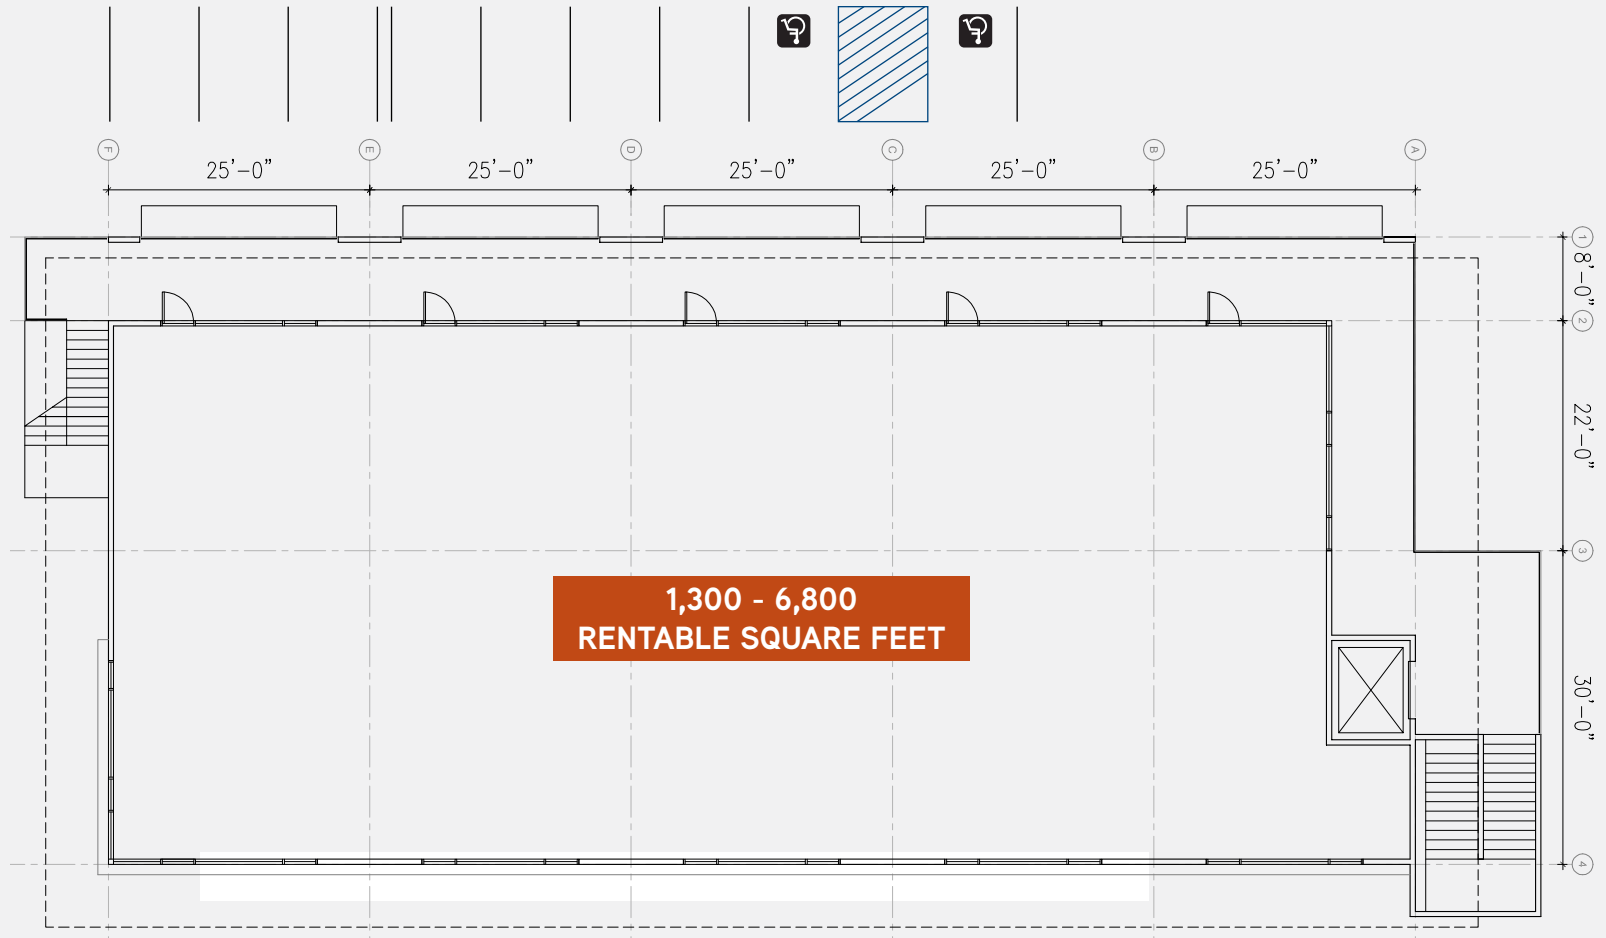 F E D C B A
25'-0" 25'-0" 25'-0" 25'-0" 25'-0"
1
8'-0"
2
22'-0"
3
1,300 - 6,800
RENTABLE SQUARE FEET
30'-0"
4